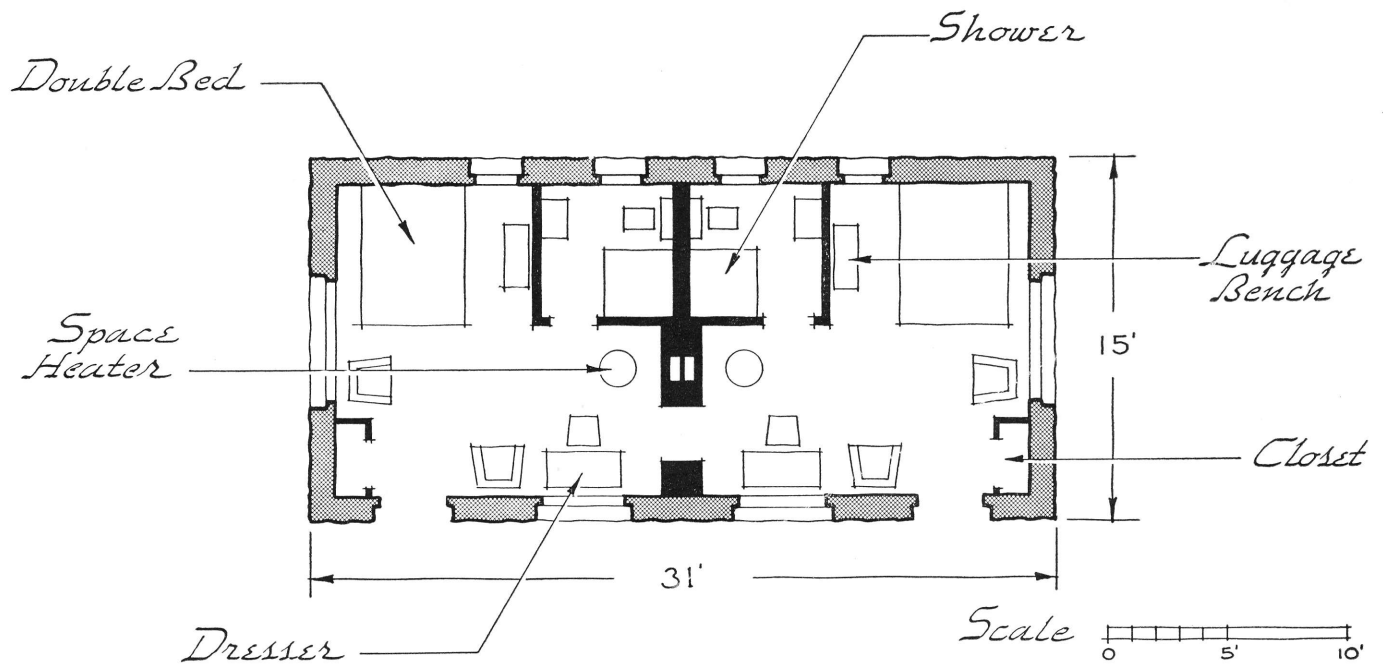 Shower
Double Bed
Luggage
Bench
Space
Heater
15'
Closet
31'
Dresser
Scale
0 5' 10'